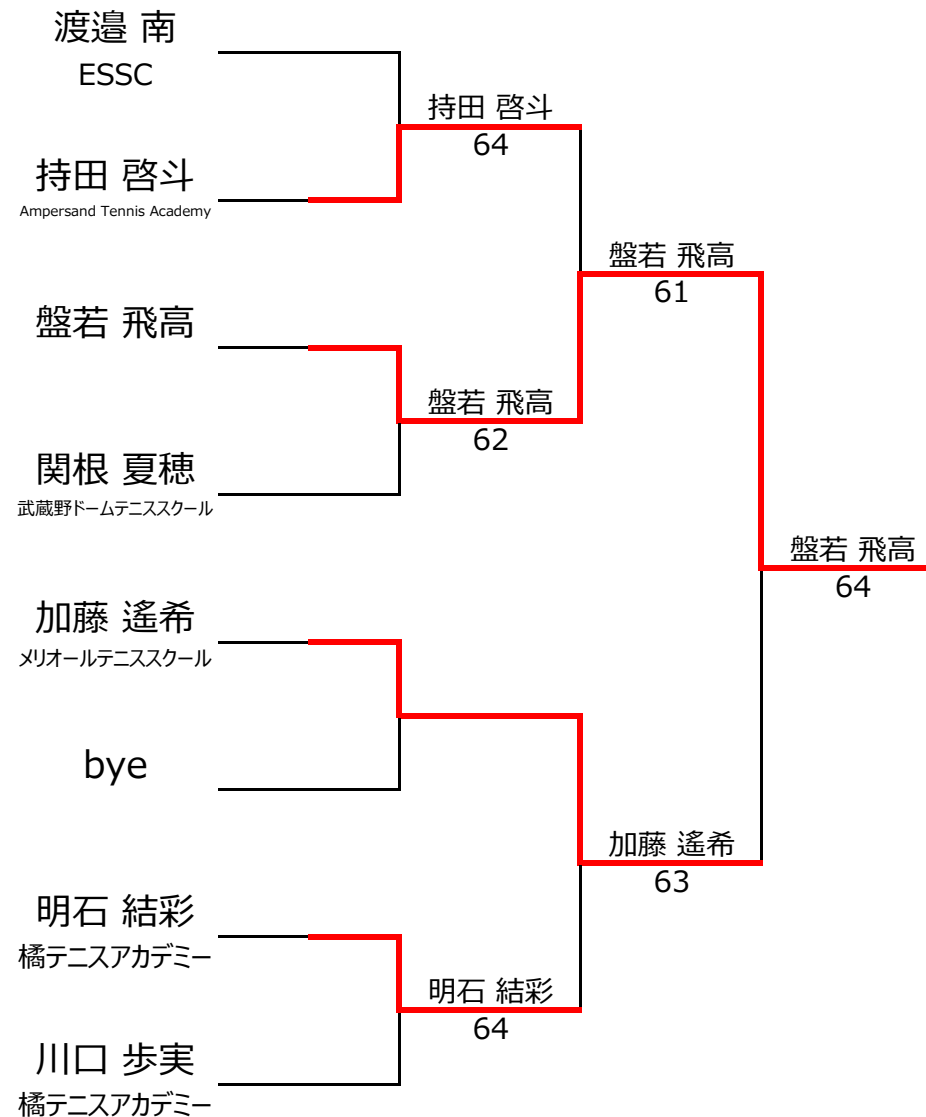 渡邉 南
ESSC
持田 啓斗
64
持田 啓斗
Ampersand Tennis Academy
盤若 飛高
61
盤若 飛高
盤若 飛高
62
関根 夏穂
武蔵野ドームテニススクール
盤若 飛高
64
加藤 遙希
メリオールテニススクール
bye
加藤 遙希
63
明石 結彩
橘テニスアカデミー
明石 結彩
64
川口 歩実
橘テニスアカデミー